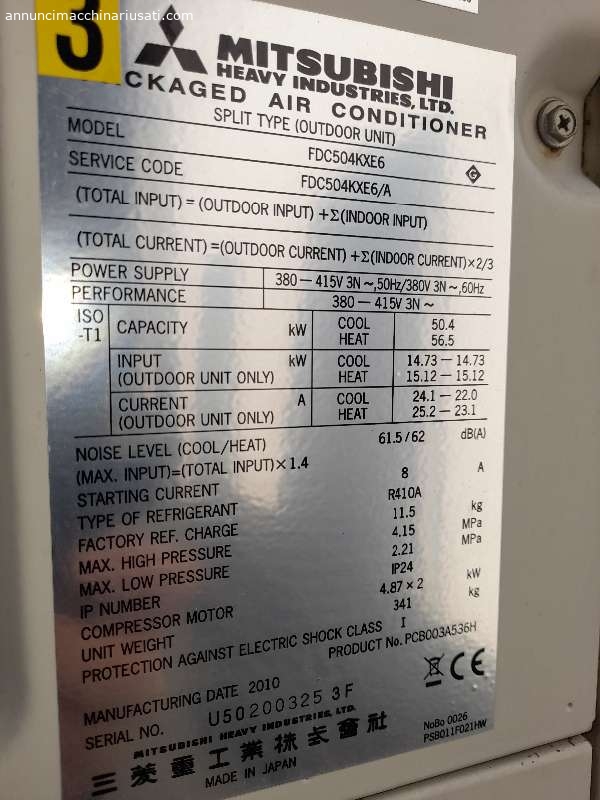 annuncimacchinariusati.com
3
MITSUBISHI
HEAVY INDUSTRIES, LTD.
CKAGED AIR CONDITIONER
SPLIT TYPE (OUTDOOR UNIT)
MODEL FDC504KXE6 G
SERVICE CODE FDC504KXE6/A
(TOTAL INPUT)=(OUTDOOR INPUT)+Σ(INDOOR INPUT)
(TOTAL CURRENT)=(OUTDOOR CURRENT)+Σ(INDOOR CURRENT)×2/3
POWER SUPPLY 380—415V 3N~,50Hz/380V 3N~,60Hz
PERFORMANCE 380—415V 3N~
ISO -T1 CAPACITY kW COOL 50.4
HEAT 56.5
INPUT kW COOL 14.73—14.73
(OUTDOOR UNIT ONLY) HEAT 15.12—15.12
CURRENT A COOL 24.1—22.0
(OUTDOOR UNIT ONLY) HEAT 25.2—23.1
NOISE LEVEL (COOL/HEAT) 61.5/62 dB(A)
(MAX. INPUT)=(TOTAL INPUT)×1.4
STARTING CURRENT 8 A
TYPE OF REFRIGERANT R410A
FACTORY REF. CHARGE 11.5 kg
MAX. HIGH PRESSURE 4.15 MPa
MAX. LOW PRESSURE 2.21 MPa
IP NUMBER IP24
COMPRESSOR MOTOR 4.87×2 kW
UNIT WEIGHT 341 kg
PROTECTION AGAINST ELECTRIC SHOCK CLASS I
PRODUCT No. PCB003A536H
MANUFACTURING DATE 2010
SERIAL NO. U50200325 3F
CE
MITSUBISHI HEAVY INDUSTRIES, LTD.
三菱重工業株式会社
MADE IN JAPAN
NoBo 0026
PSB011F021HW